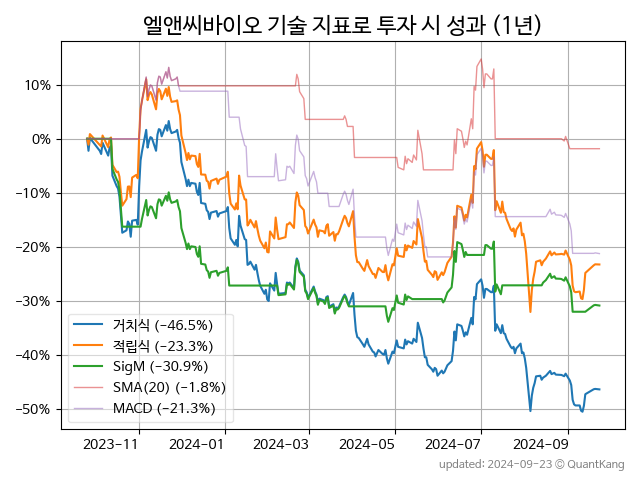 엘앤씨바이오 기술 지표로 투자 시 성과 (1년)
10%
0%
−10%
−20%
−30%
−40%
−50%
거치식 (−46.5%)
적립식 (−23.3%)
SigM (−30.9%)
SMA(20) (−1.8%)
MACD (−21.3%)
2023−11
2024−01
2024−03
2024−05
2024−07
2024−09
updated: 2024−09−23 © QuantKang